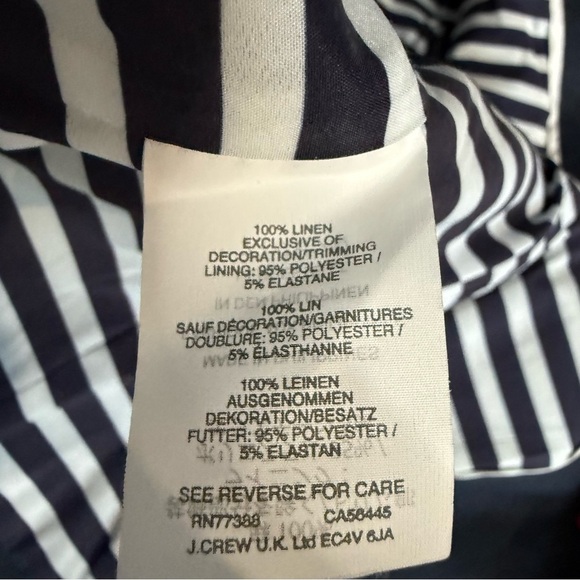 100% LINEN
EXCLUSIVE OF
DECORATION/TRIMMING
LINING: 95% POLYESTER /
5% ELASTANE
100% LIN
SAUF DÉCORATION/GARNITURES
DOUBLURE: 95% POLYESTER /
5% ÉLASTHANNE
100% LEINEN
AUSGENOMMEN
DEKORATION/BESATZ
FUTTER: 95% POLYESTER /
5% ELASTAN
SEE REVERSE FOR CARE
RN77388 CA56445
J.CREW U.K. Ltd EC4V 6JA